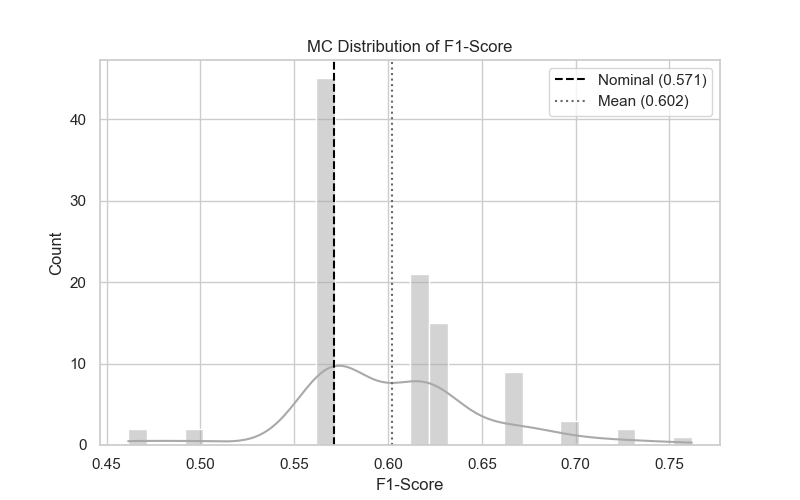 MC Distribution of F1-Score
Nominal (0.571)
Mean (0.602)
40
30
20
10
0
Count
0.45 0.50 0.55 0.60 0.65 0.70 0.75
F1-Score